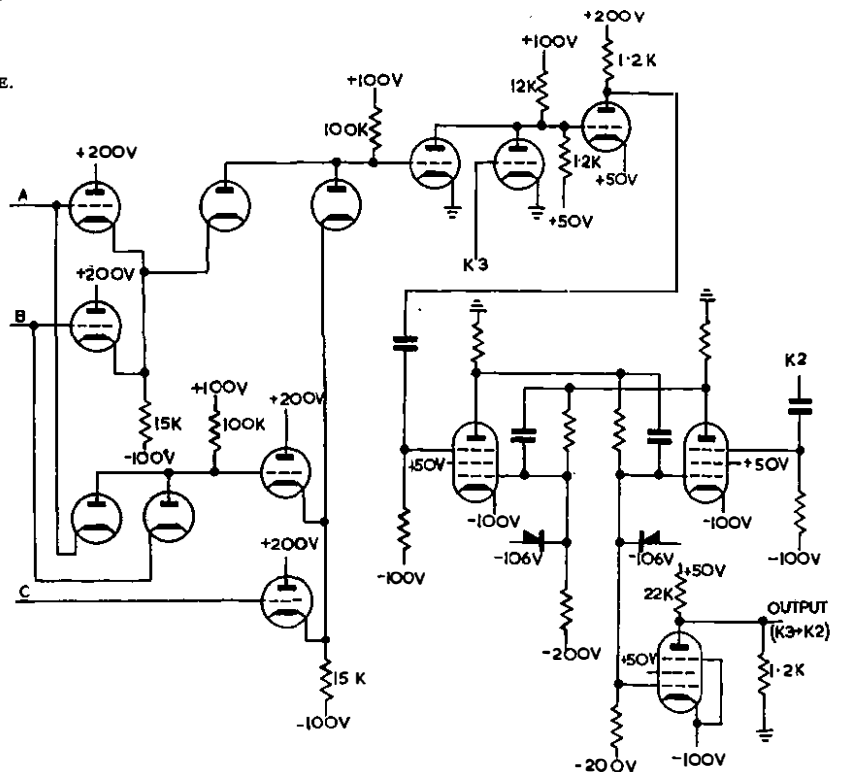 E.
+200V
1·2K
+100V
12K
+100V
100K
1·2K
+50V
+50V
+200V
A
K3
+200V
B
15K
-100V
+100V
100K
+200V
K2
+50V
-100V
+50V
-100V
-100V
-100V
-106V
-106V
+200V
C
-200V
+50V
22K
OUTPUT
(K3→K2)
+50V
1·2K
15K
-100V
-100V
-200V